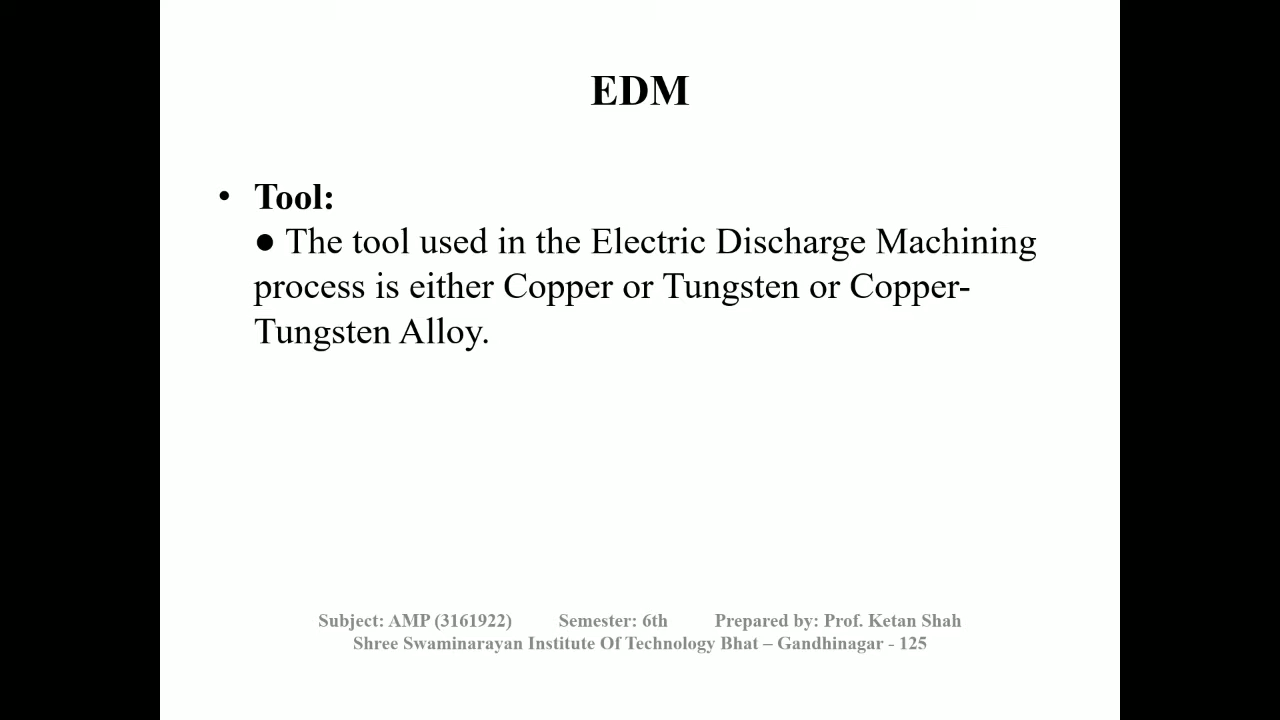 EDM
• Tool:
● The tool used in the Electric Discharge Machining
process is either Copper or Tungsten or Copper-
Tungsten Alloy.
Subject: AMP (3161922) Semester: 6th Prepared by: Prof. Ketan Shah
Shree Swaminarayan Institute Of Technology Bhat – Gandhinagar - 125